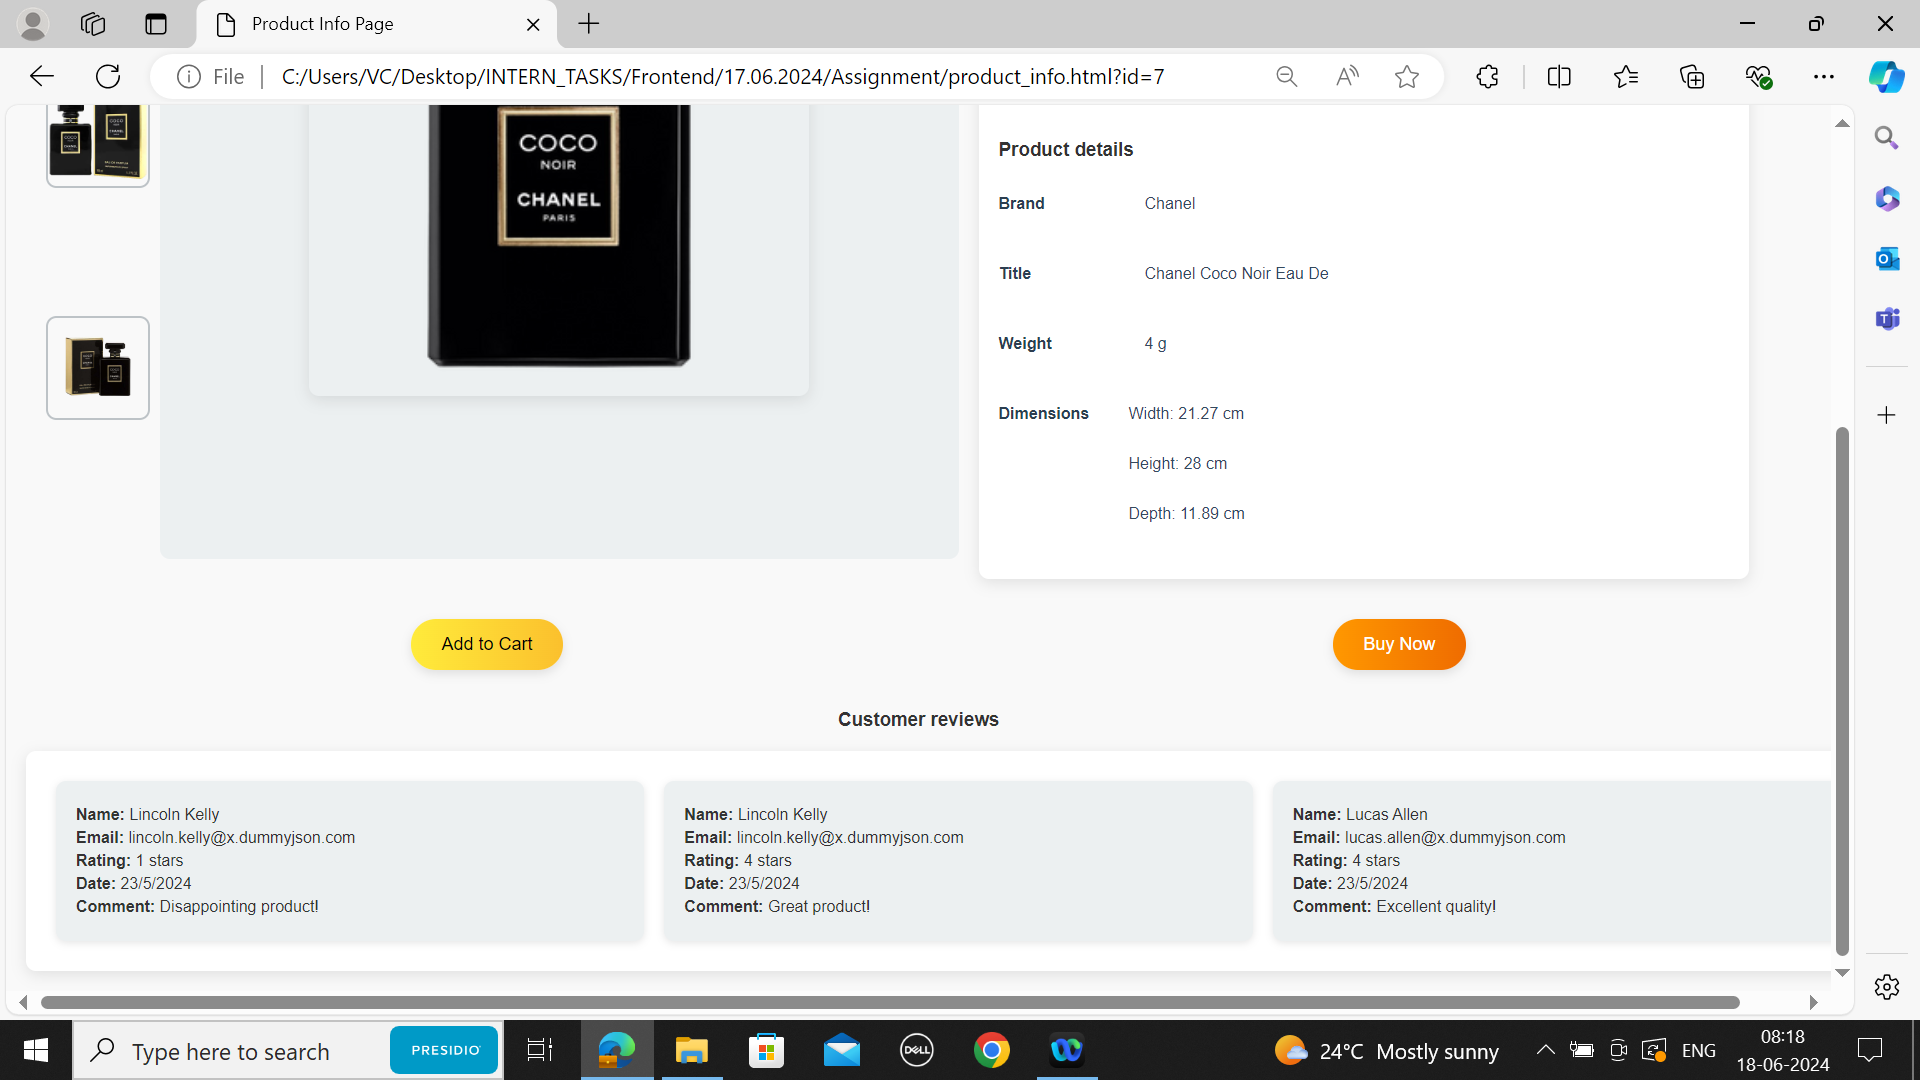 Product Info Page
File
C:/Users/VC/Desktop/INTERN_TASKS/Frontend/17.06.2024/Assignment/product_info.html?id=7
COCO
NOIR
CHANEL
PARIS
Product details
Brand Chanel
Title Chanel Coco Noir Eau De
Weight 4 g
Dimensions Width: 21.27 cm
Height: 28 cm
Depth: 11.89 cm
Add to Cart
Buy Now
Customer reviews
Name: Lincoln Kelly
Email: lincoln.kelly@x.dummyjson.com
Rating: 1 stars
Date: 23/5/2024
Comment: Disappointing product!
Name: Lincoln Kelly
Email: lincoln.kelly@x.dummyjson.com
Rating: 4 stars
Date: 23/5/2024
Comment: Great product!
Name: Lucas Allen
Email: lucas.allen@x.dummyjson.com
Rating: 4 stars
Date: 23/5/2024
Comment: Excellent quality!
Type here to search
PRESIDIO
DELL
24°C Mostly sunny
ENG
08:18
18-06-2024